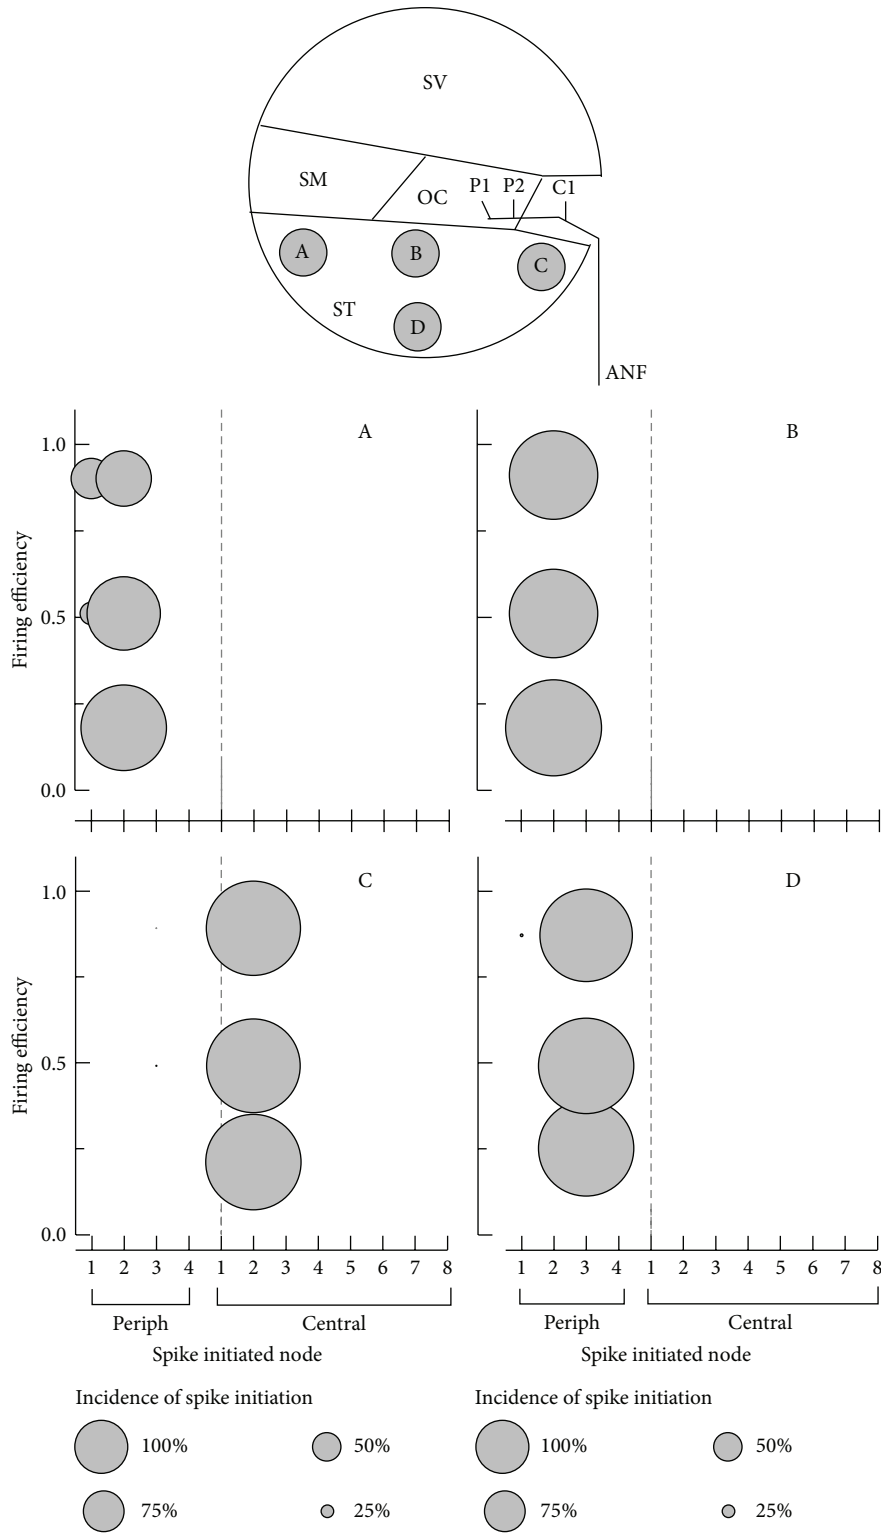 SV
SM
OC
P1 P2 C1
A
B
C
ST
D
ANF
A
Firing efficiency
1.0
0.5
0.0
B
C
Firing efficiency
1.0
0.5
0.0
D
1 2 3 4 1 2 3 4 5 6 7 8
Periph Central
Spike initiated node
1 2 3 4 1 2 3 4 5 6 7 8
Periph Central
Spike initiated node
Incidence of spike initiation
100% 50%
75% 25%
Incidence of spike initiation
100% 50%
75% 25%